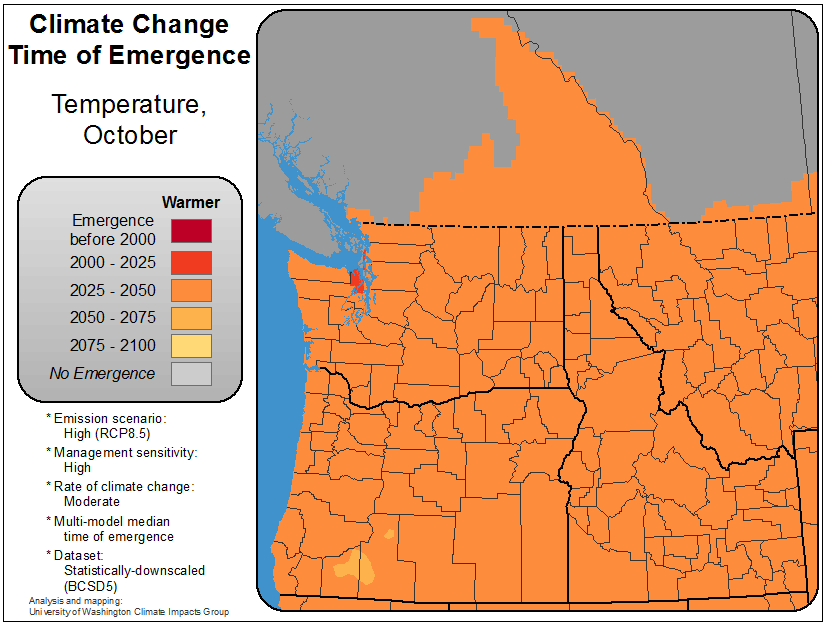 Climate Change
Time of Emergence
Temperature,
October
Warmer
Emergence
before 2000
2000 - 2025
2025 - 2050
2050 - 2075
2075 - 2100
No Emergence
* Emission scenario:
High (RCP8.5)
* Management sensitivity:
High
* Rate of climate change:
Moderate
* Multi-model median
time of emergence
* Dataset:
Statistically-downscaled
(BCSD5)
Analysis and mapping:
University of Washington Climate Impacts Group